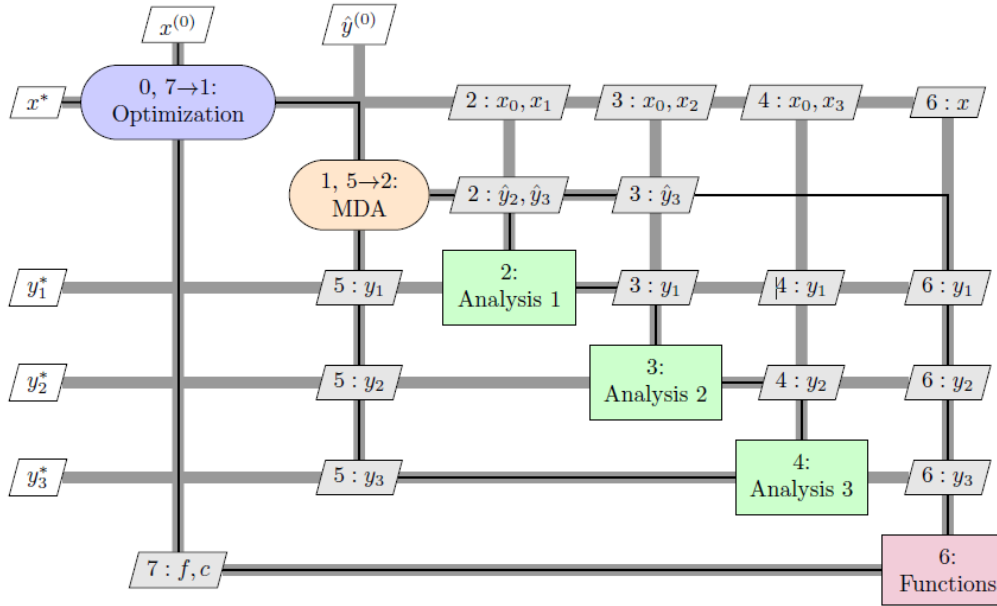 x^{(0)}
ŷ^{(0)}
x*
0, 7→1:
Optimization
2 : x_0, x_1
3 : x_0, x_2
4 : x_0, x_3
6 : x
1, 5→2:
MDA
2 : ŷ_2, ŷ_3
3 : ŷ_3
y_1^*
5 : y_1
2:
Analysis 1
3 : y_1
4 : y_1
6 : y_1
y_2^*
5 : y_2
3:
Analysis 2
4 : y_2
6 : y_2
y_3^*
5 : y_3
4:
Analysis 3
6 : y_3
7 : f, c
6:
Functions